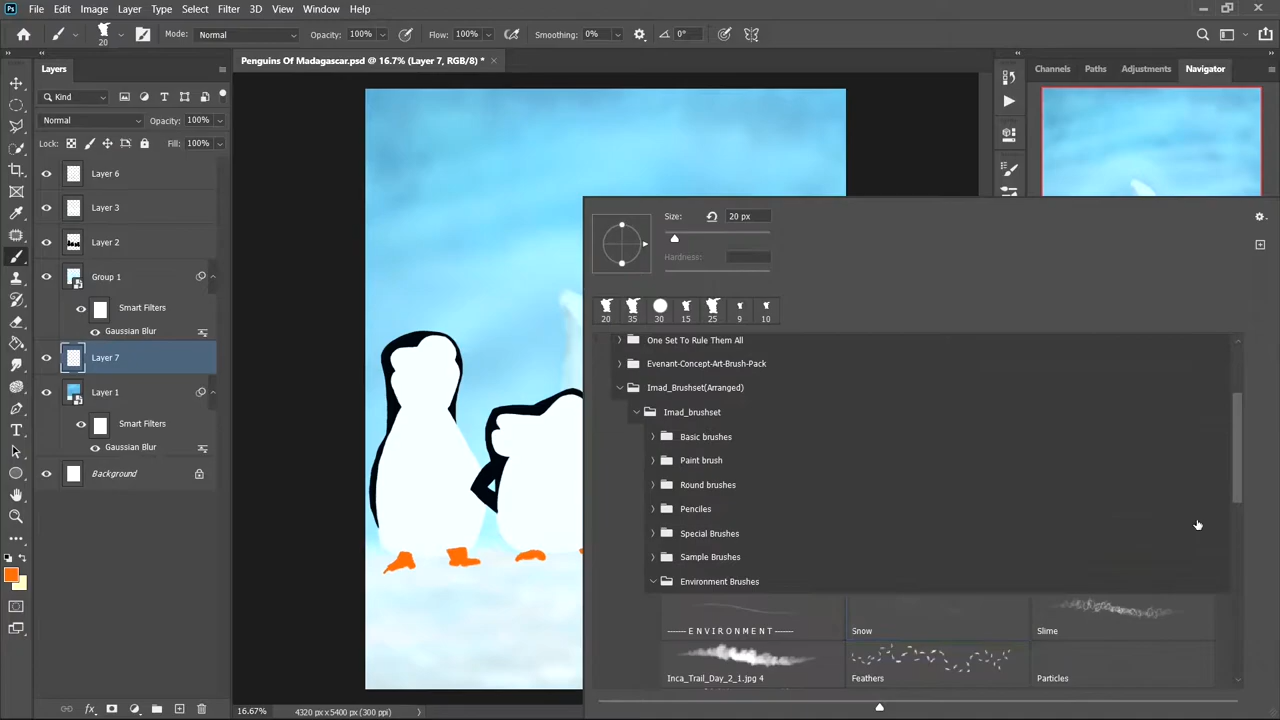 Ps File Edit Image Layer Type Select Filter 3D View Window Help
20 Mode: Normal Opacity: 100% Flow: 100% Smoothing: 0% 0°
Layers
Penguins Of Madagascar.psd @ 16.7% (Layer 7, RGB/8) *
Channels Paths Adjustments Navigator
Kind
Normal Opacity: 100%
Lock: Fill: 100%
Layer 6
Layer 3
Layer 2
Group 1
Smart Filters
Gaussian Blur
Layer 7
Layer 1
Smart Filters
Gaussian Blur
Background
Size: 20 px
Hardness:
20 35 30 15 25 9 10
One Set To Rule Them All
Evenant-Concept-Art-Brush-Pack
Imad_Brushset(Arranged)
Imad_brushset
Basic brushes
Paint brush
Round brushes
Penciles
Special Brushes
Sample Brushes
Environment Brushes
------ E N V I R O N M E N T ------ Snow Slime
Inca_Trail_Day_2_1.jpg 4 Feathers Particles
16.67% 4320 px x 5400 px (300 ppi)
fx
T